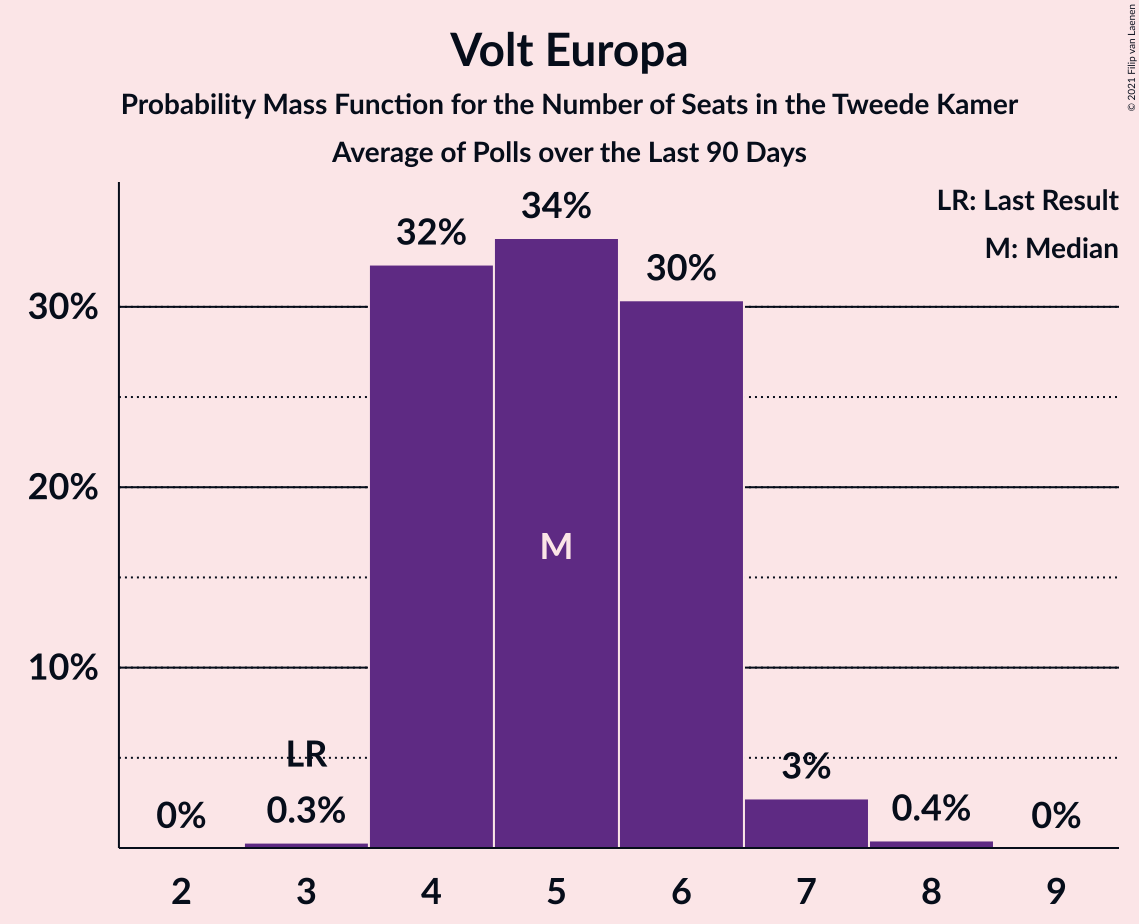 Volt Europa
Probability Mass Function for the Number of Seats in the Tweede Kamer
Average of Polls over the Last 90 Days
© 2021 Filip van Laenen
LR: Last Result
M: Median
34%
32%
30%
30%
20%
M
10%
LR
3%
0%
0.3%
0.4%
0%
2 3 4 5 6 7 8 9